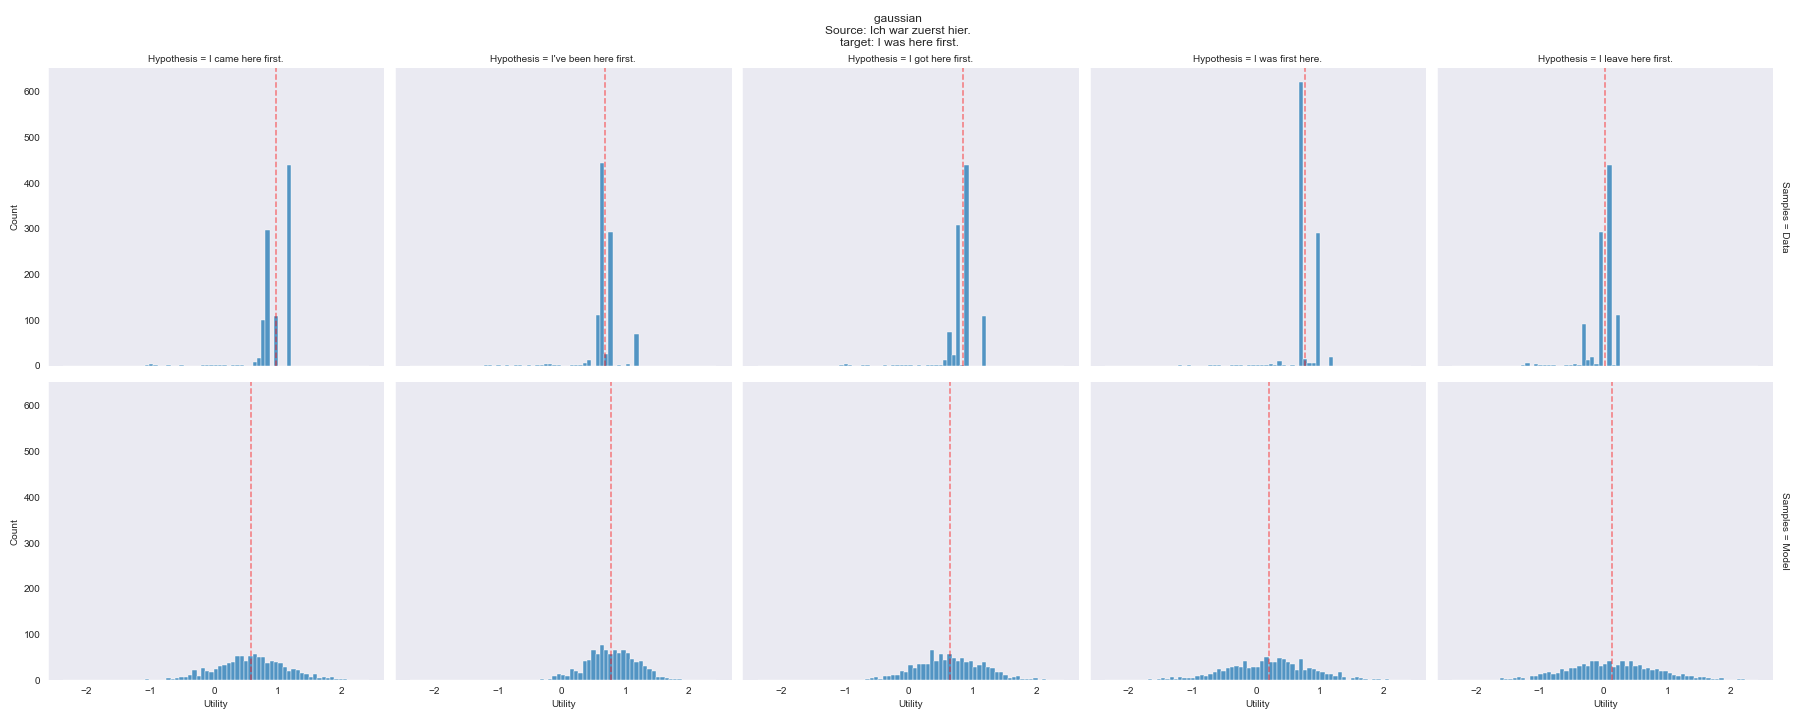 gaussian
Source: Ich war zuerst hier.
target: I was here first.
Hypothesis = I came here first.
Hypothesis = I've been here first.
Hypothesis = I got here first.
Hypothesis = I was first here.
Hypothesis = I leave here first.
600
500
400
300
200
100
0
Count
Samples = Data
600
500
400
300
200
100
0
Count
Samples = Model
−2 −1 0 1 2
−2 −1 0 1 2
−2 −1 0 1 2
−2 −1 0 1 2
−2 −1 0 1 2
Utility
Utility
Utility
Utility
Utility